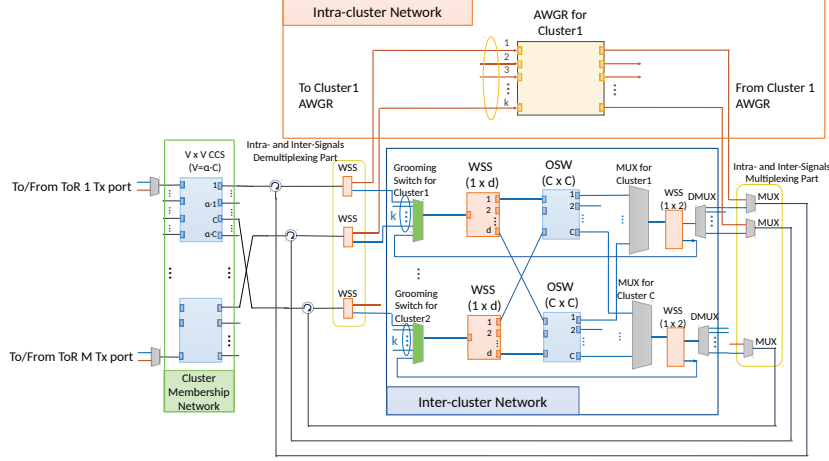 Intra-cluster Network
AWGR for
Cluster1
1
2
3
k
To Cluster1
AWGR
From Cluster 1
AWGR
V x V CCS
(V=α·C)
Intra- and Inter-Signals
Demultiplexing Part
To/From ToR 1 Tx port
1
α·1
C
α·C
WSS
WSS
WSS
Grooming
Switch for
Cluster1
k
WSS
(1 x d)
1
2
d
OSW
(C x C)
1
2
C
MUX for
Cluster1
WSS
(1 x 2)
DMUX
Intra- and Inter-Signals
Multiplexing Part
MUX
MUX
Grooming
Switch for
Cluster2
k
WSS
(1 x d)
1
2
d
OSW
(C x C)
1
2
C
MUX for
Cluster C
WSS
(1 x 2)
DMUX
MUX
To/From ToR M Tx port
Cluster
Membership
Network
Inter-cluster Network